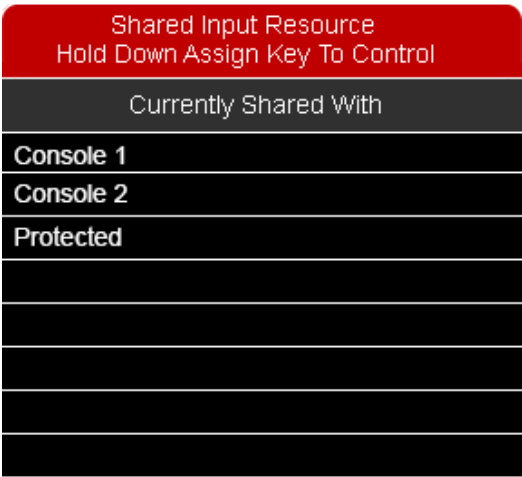 Shared Input Resource
Hold Down Assign Key To Control
Currently Shared With
Console 1
Console 2
Protected